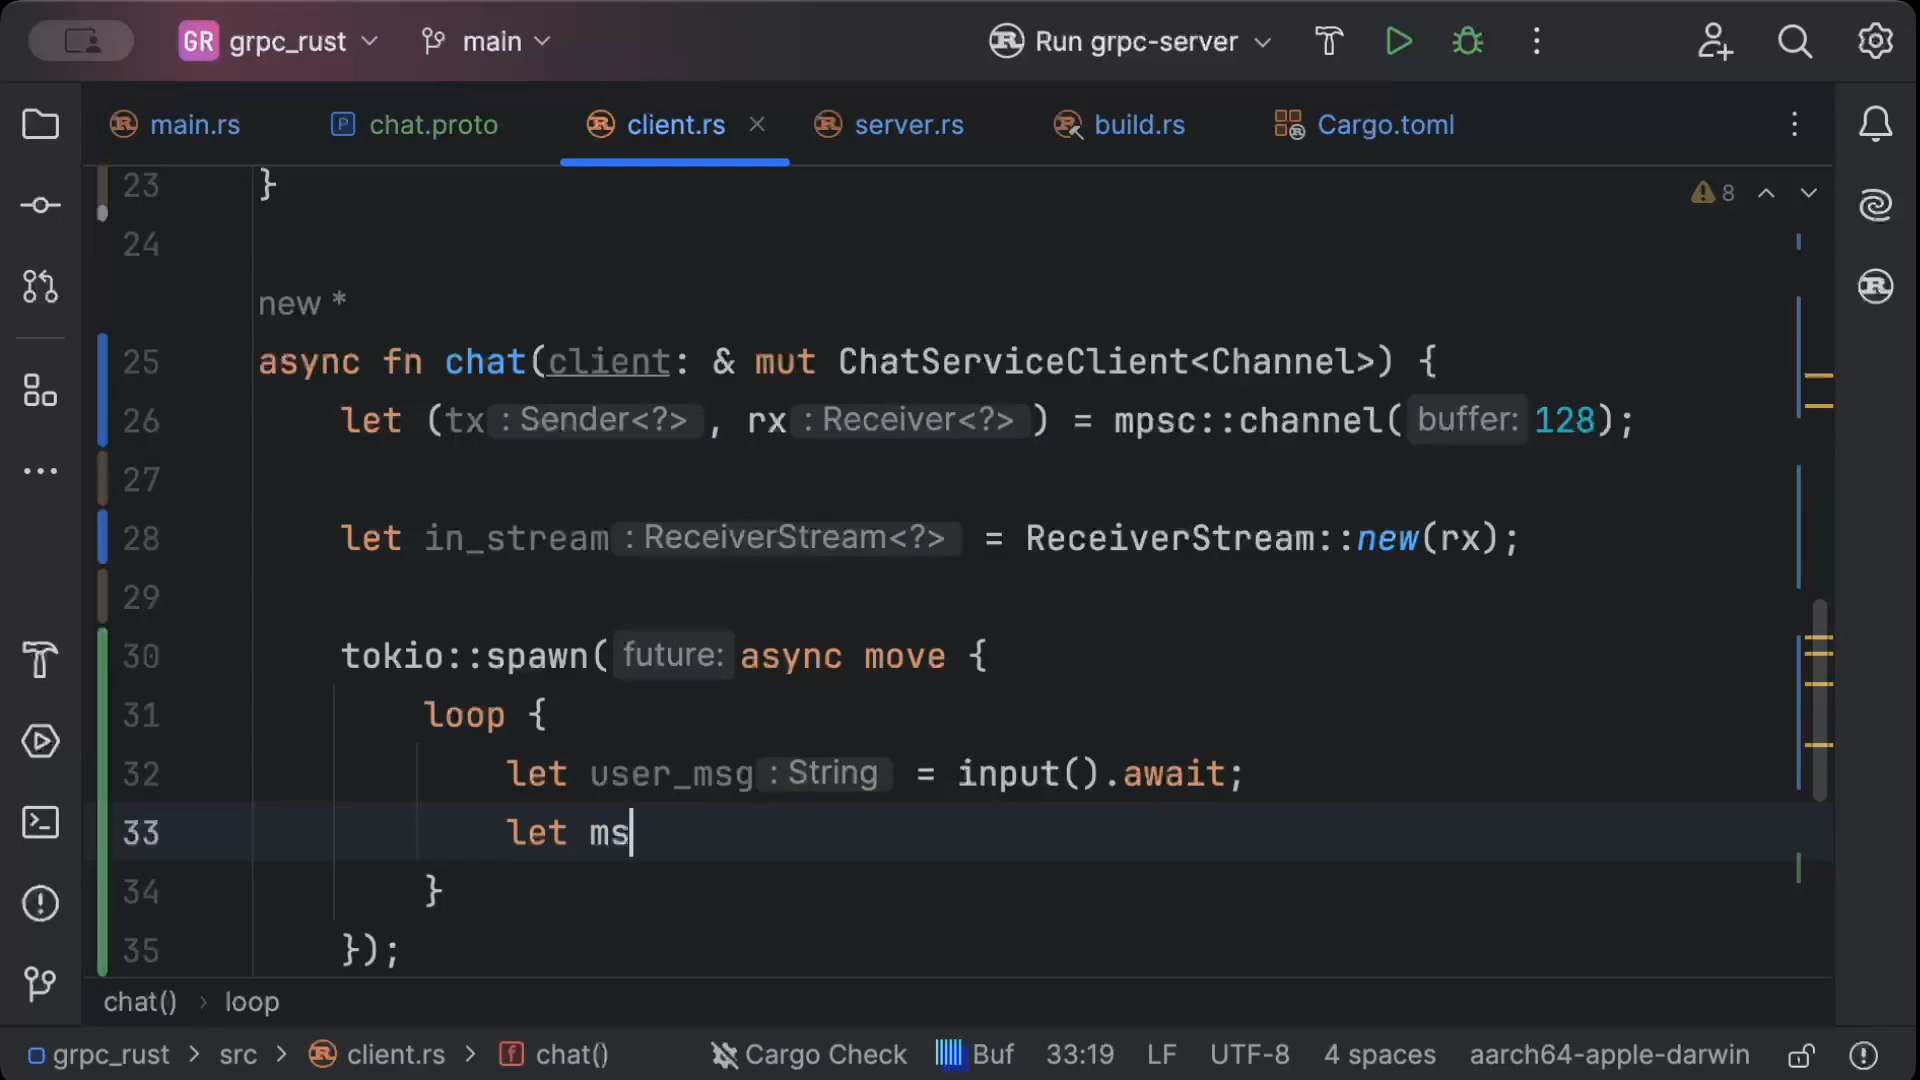 GR grpc_rust main Run grpc-server
main.rs chat.proto client.rs server.rs build.rs Cargo.toml
23 }
8
24
new *
25 async fn chat(client: & mut ChatServiceClient<Channel>) {
26 let (tx : Sender<?> , rx : Receiver<?> ) = mpsc::channel( buffer: 128);
27
28 let in_stream : ReceiverStream<?> = ReceiverStream::new(rx);
29
30 tokio::spawn( future: async move {
31 loop {
32 let user_msg : String = input().await;
33 let ms
34 }
35 });
chat() › loop
grpc_rust > src > client.rs > chat() Cargo Check Buf 33:19 LF UTF-8 4 spaces aarch64-apple-darwin